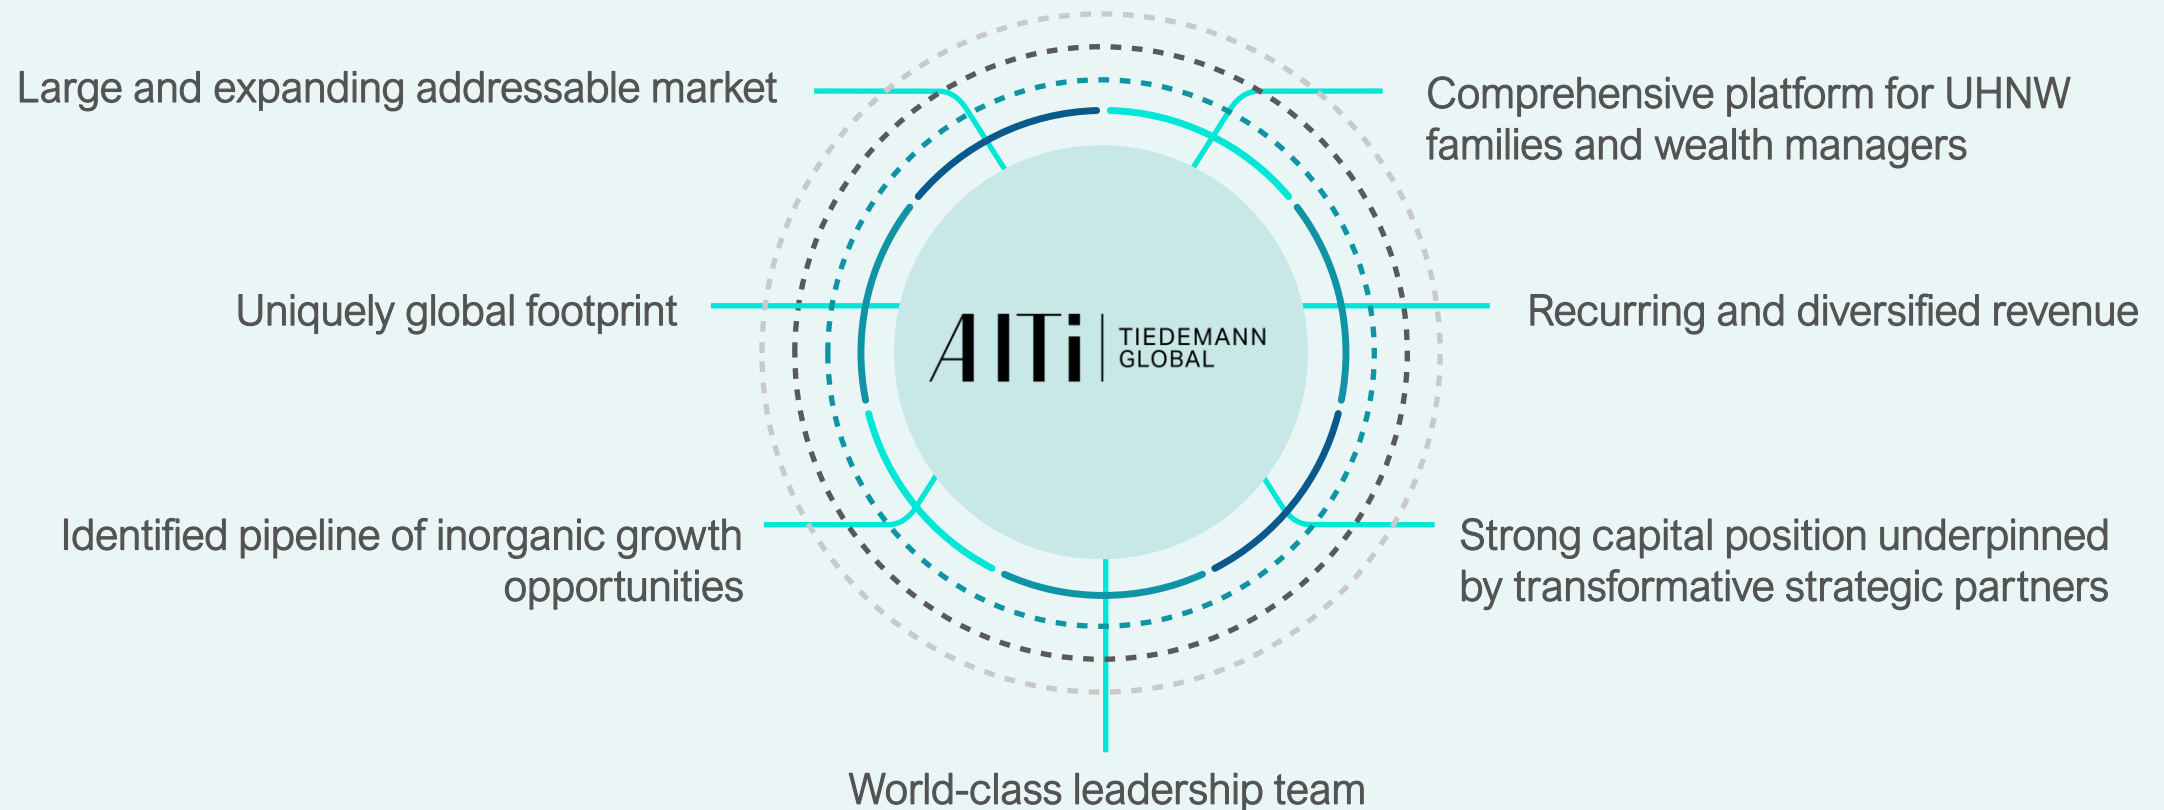 Large and expanding addressable market
Comprehensive platform for UHNW
families and wealth managers
Uniquely global footprint
AlTi
TIEDEMANN
GLOBAL
Recurring and diversified revenue
Identified pipeline of inorganic growth
opportunities
Strong capital position underpinned
by transformative strategic partners
World-class leadership team